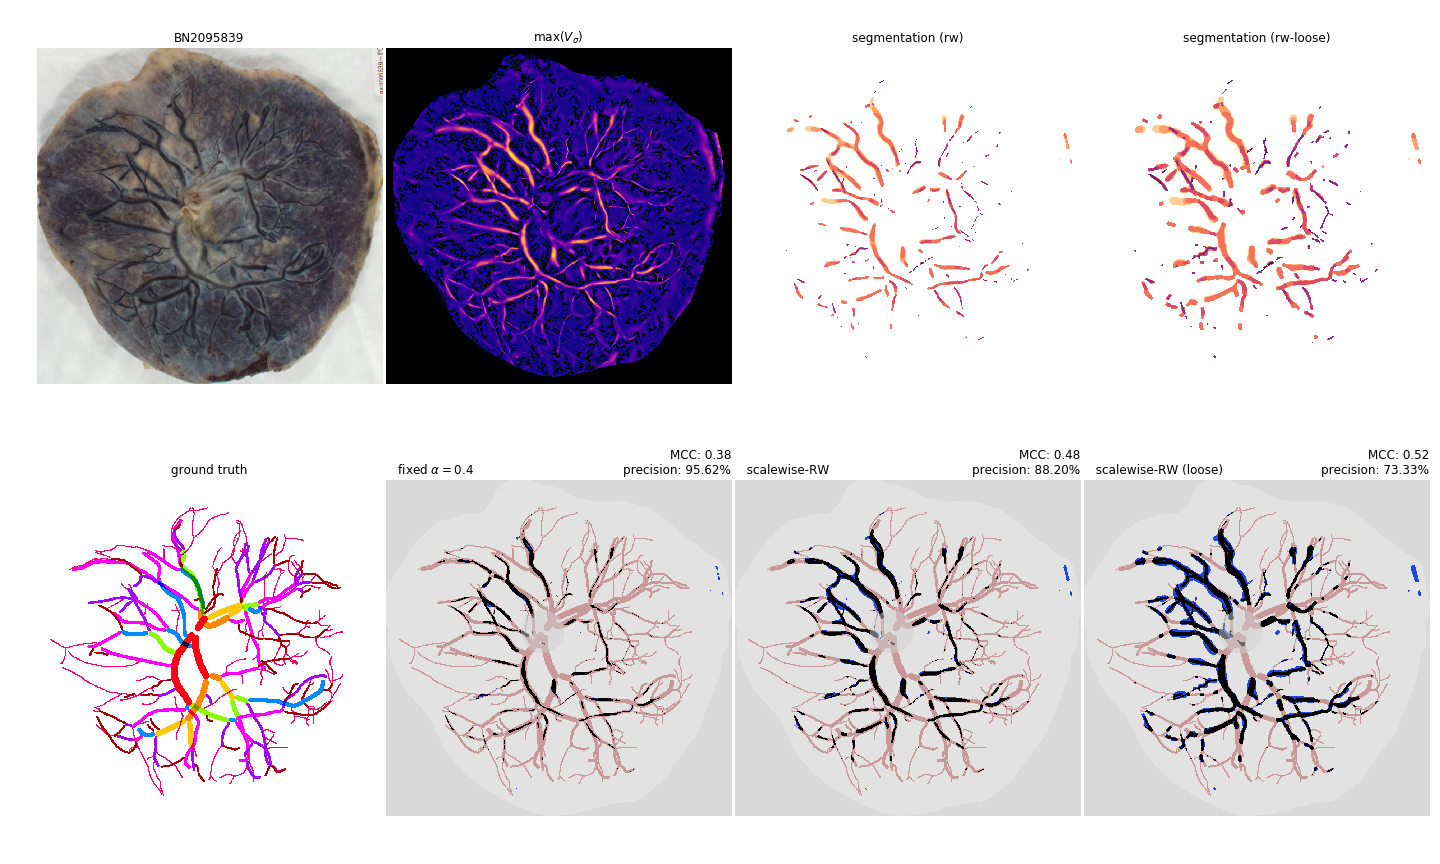 BN2095839
max(Vσ)
segmentation (rw)
segmentation (rw-loose)
ground truth
fixed α = 0.4
MCC: 0.38
precision: 95.62%
scalewise-RW
MCC: 0.48
precision: 88.20%
scalewise-RW (loose)
MCC: 0.52
precision: 73.33%